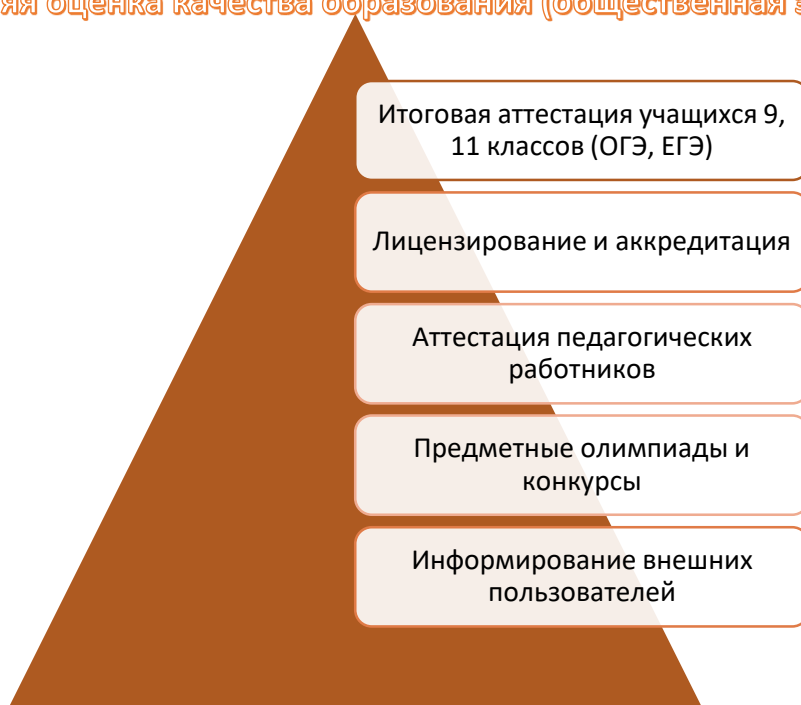 оценка качества образования (общественная
Итоговая аттестация учащихся 9,
11 классов (ОГЭ, ЕГЭ)
Лицензирование и аккредитация
Аттестация педагогических
работников
Предметные олимпиады и
конкурсы
Информирование внешних
пользователей